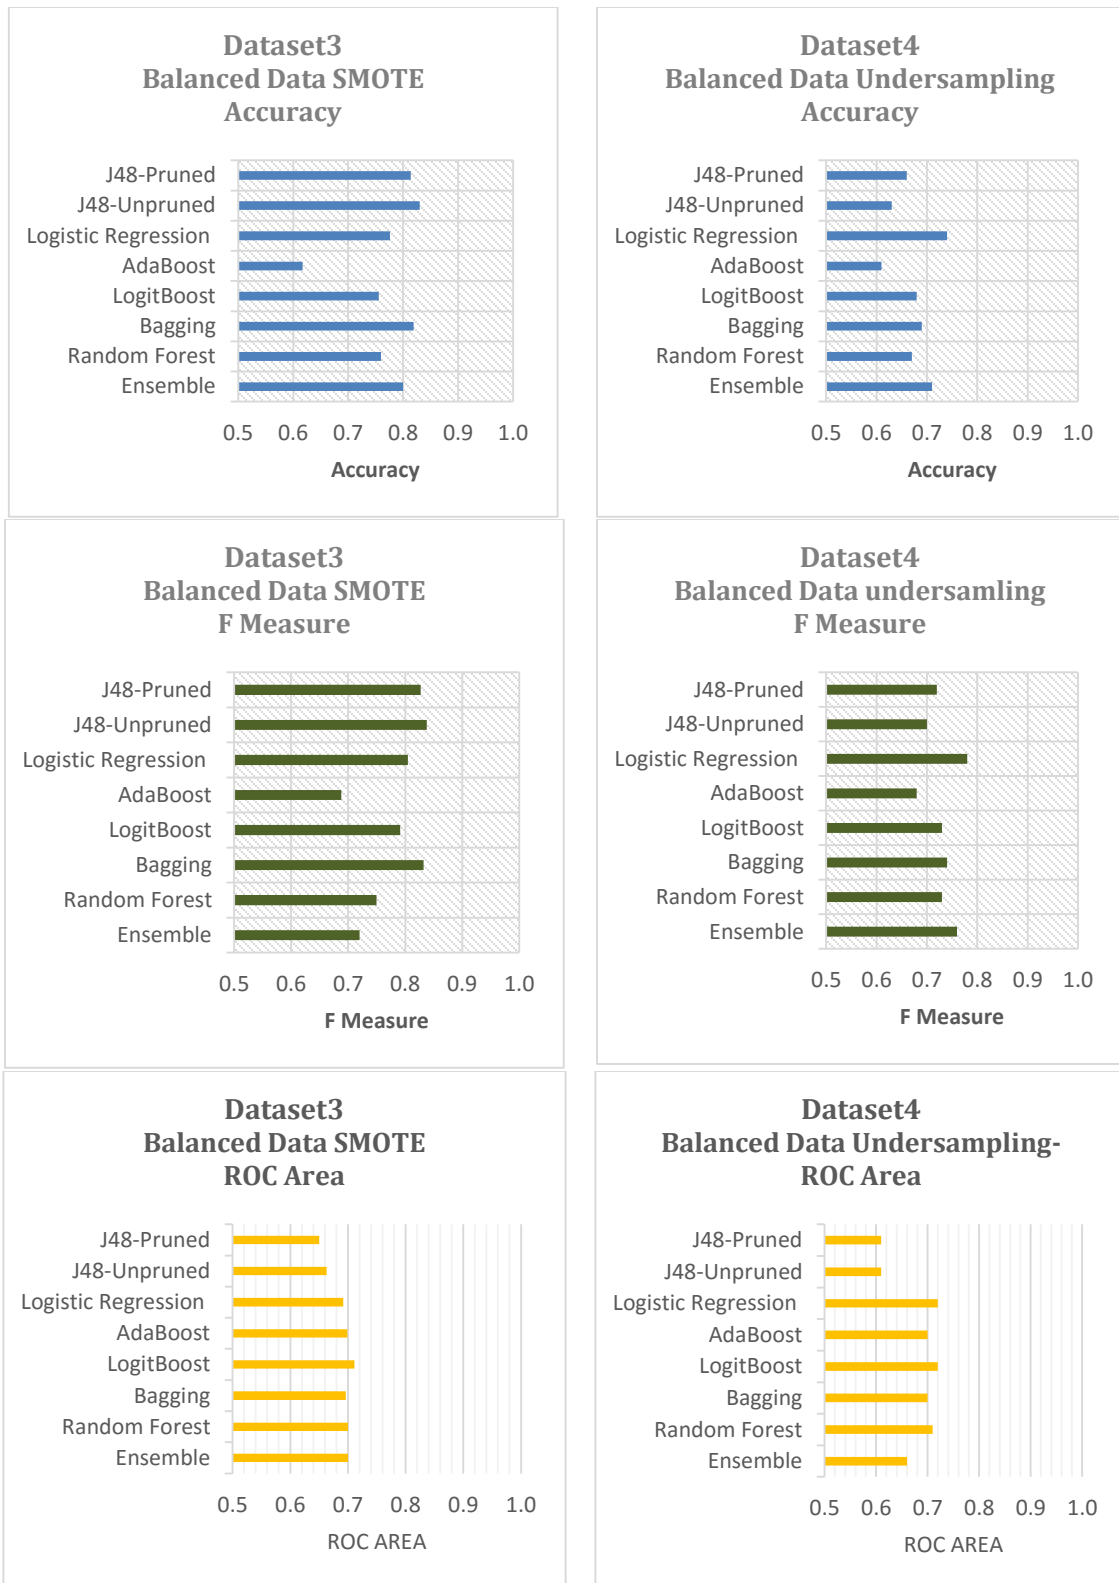 Dataset3
Balanced Data SMOTE
Accuracy
J48-Pruned
J48-Unpruned
Logistic Regression
AdaBoost
LogitBoost
Bagging
Random Forest
Ensemble
0.5 0.6 0.7 0.8 0.9 1.0
Accuracy
Dataset4
Balanced Data Undersampling
Accuracy
J48-Pruned
J48-Unpruned
Logistic Regression
AdaBoost
LogitBoost
Bagging
Random Forest
Ensemble
0.5 0.6 0.7 0.8 0.9 1.0
Accuracy
Dataset3
Balanced Data SMOTE
F Measure
J48-Pruned
J48-Unpruned
Logistic Regression
AdaBoost
LogitBoost
Bagging
Random Forest
Ensemble
0.5 0.6 0.7 0.8 0.9 1.0
F Measure
Dataset4
Balanced Data undersamling
F Measure
J48-Pruned
J48-Unpruned
Logistic Regression
AdaBoost
LogitBoost
Bagging
Random Forest
Ensemble
0.5 0.6 0.7 0.8 0.9 1.0
F Measure
Dataset3
Balanced Data SMOTE
ROC Area
J48-Pruned
J48-Unpruned
Logistic Regression
AdaBoost
LogitBoost
Bagging
Random Forest
Ensemble
0.5 0.6 0.7 0.8 0.9 1.0
ROC AREA
Dataset4
Balanced Data Undersampling-
ROC Area
J48-Pruned
J48-Unpruned
Logistic Regression
AdaBoost
LogitBoost
Bagging
Random Forest
Ensemble
0.5 0.6 0.7 0.8 0.9 1.0
ROC AREA